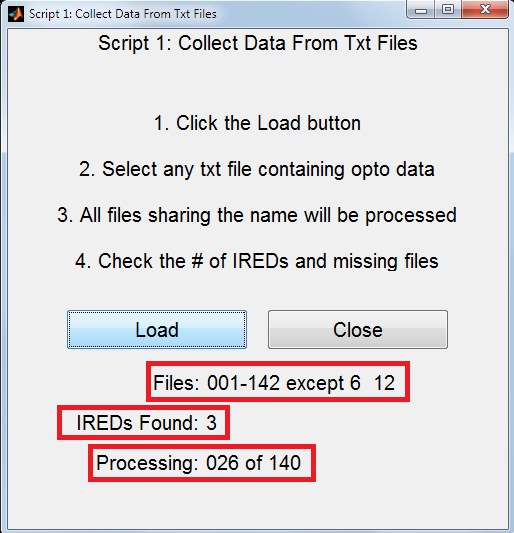 Script 1: Collect Data From Txt Files
Script 1: Collect Data From Txt Files
1. Click the Load button
2. Select any txt file containing opto data
3. All files sharing the name will be processed
4. Check the # of IREDs and missing files
Load Close
Files: 001-142 except 6  12
IREDs Found: 3
Processing: 026 of 140